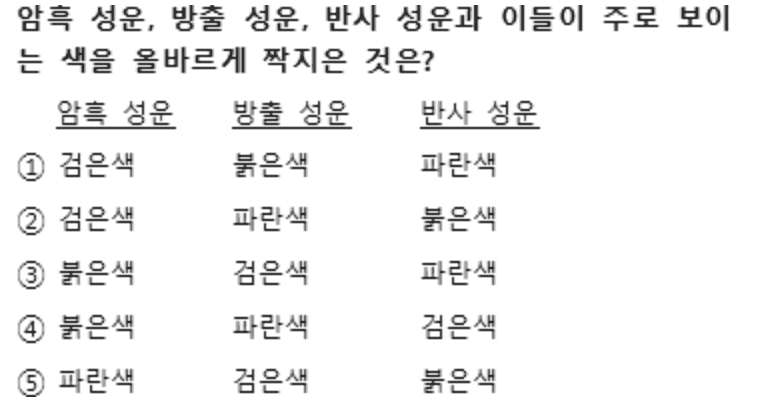 암흑 성운, 방출 성운, 반사 성운과 이들이 주로 보이
는 색을 올바르게 짝지은 것은?
암흑 성운 방출 성운 반사 성운
① 검은색 붉은색 파란색
② 검은색 파란색 붉은색
③ 붉은색 검은색 파란색
④ 붉은색 파란색 검은색
⑤ 파란색 검은색 붉은색